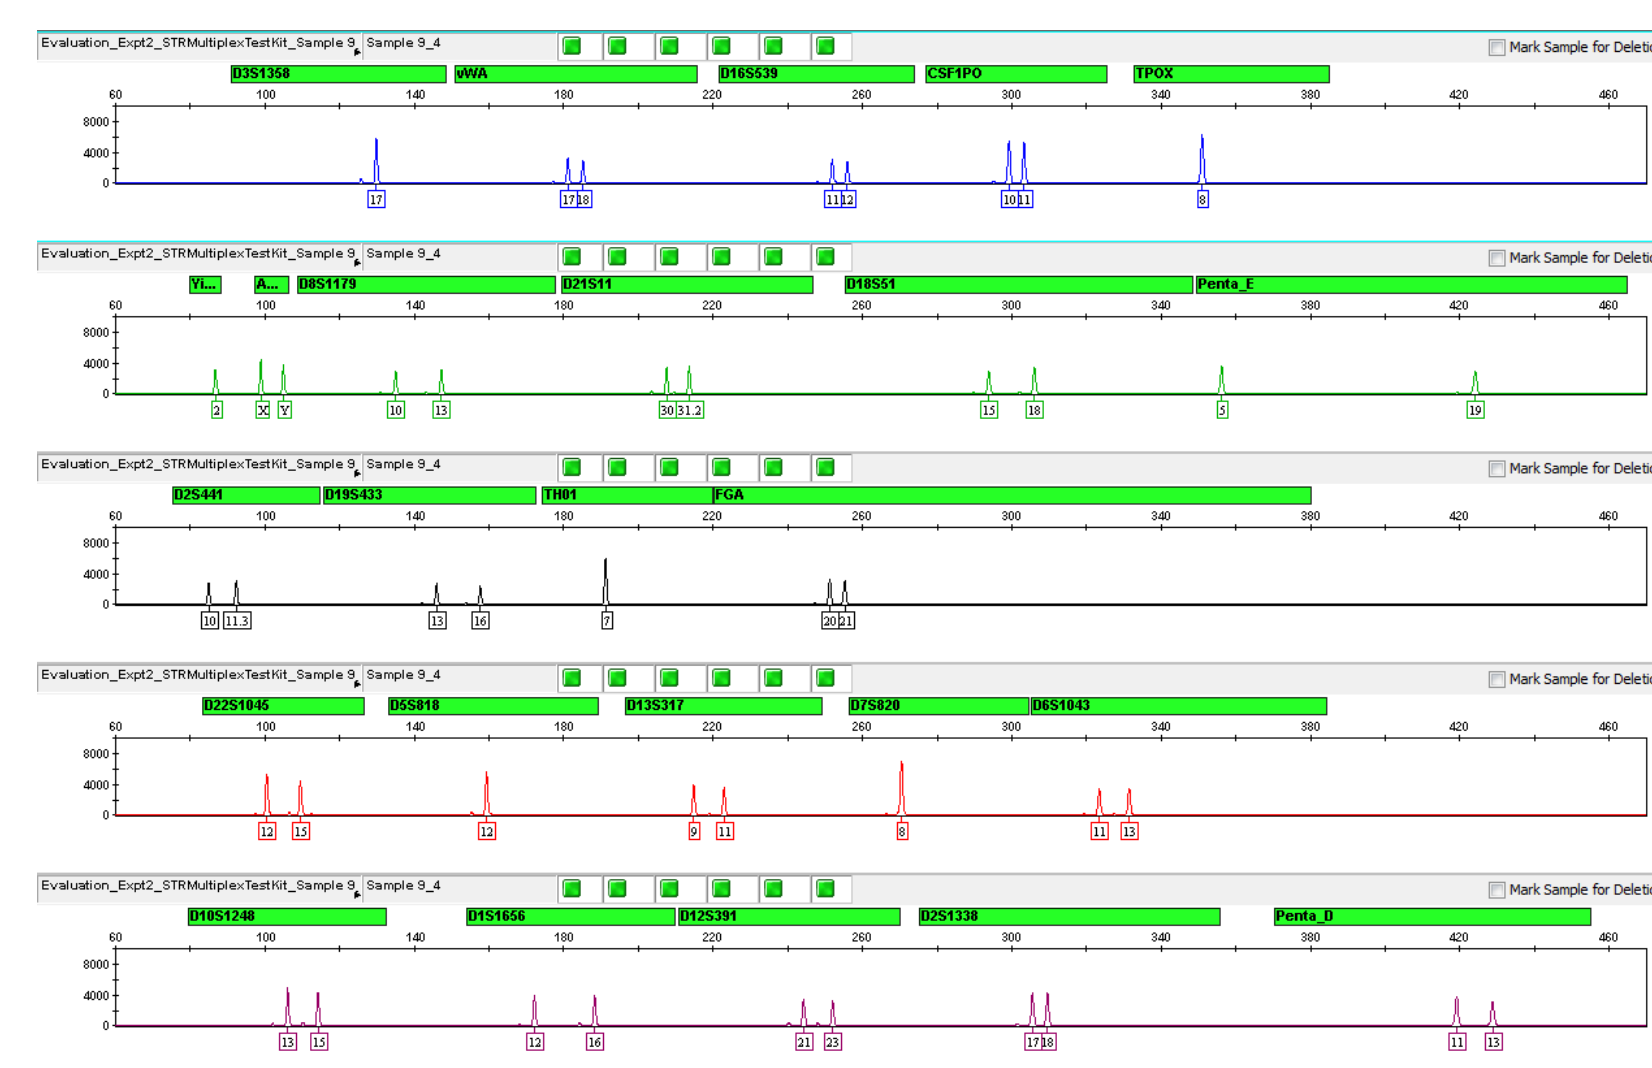 Evaluation_Expt2_STRMultiplexTestKit_Sample 9 Sample 9_4 Mark Sample for Deletio
D3S1358 vWA D16S539 CSF1PO TPOX
60 100 140 180 220 260 300 340 380 420 460
8000
4000
0
17 17 18 11 12 10 11 8
Evaluation_Expt2_STRMultiplexTestKit_Sample 9 Sample 9_4 Mark Sample for Deletio
Yi... A... D8S1179 D21S11 D18S51 Penta_E
60 100 140 180 220 260 300 340 380 420 460
8000
4000
0
2 X Y 10 13 30 31.2 15 18 5 19
Evaluation_Expt2_STRMultiplexTestKit_Sample 9 Sample 9_4 Mark Sample for Deletio
D2S441 D19S433 TH01 FGA
60 100 140 180 220 260 300 340 380 420 460
8000
4000
0
10 11.3 13 16 7 20 21
Evaluation_Expt2_STRMultiplexTestKit_Sample 9 Sample 9_4 Mark Sample for Deletio
D22S1045 D5S818 D13S317 D7S820 D6S1043
60 100 140 180 220 260 300 340 380 420 460
8000
4000
0
12 15 12 9 11 8 11 13
Evaluation_Expt2_STRMultiplexTestKit_Sample 9 Sample 9_4 Mark Sample for Deletio
D10S1248 D1S1656 D12S391 D2S1338 Penta_D
60 100 140 180 220 260 300 340 380 420 460
8000
4000
0
13 15 12 16 21 23 17 18 11 13